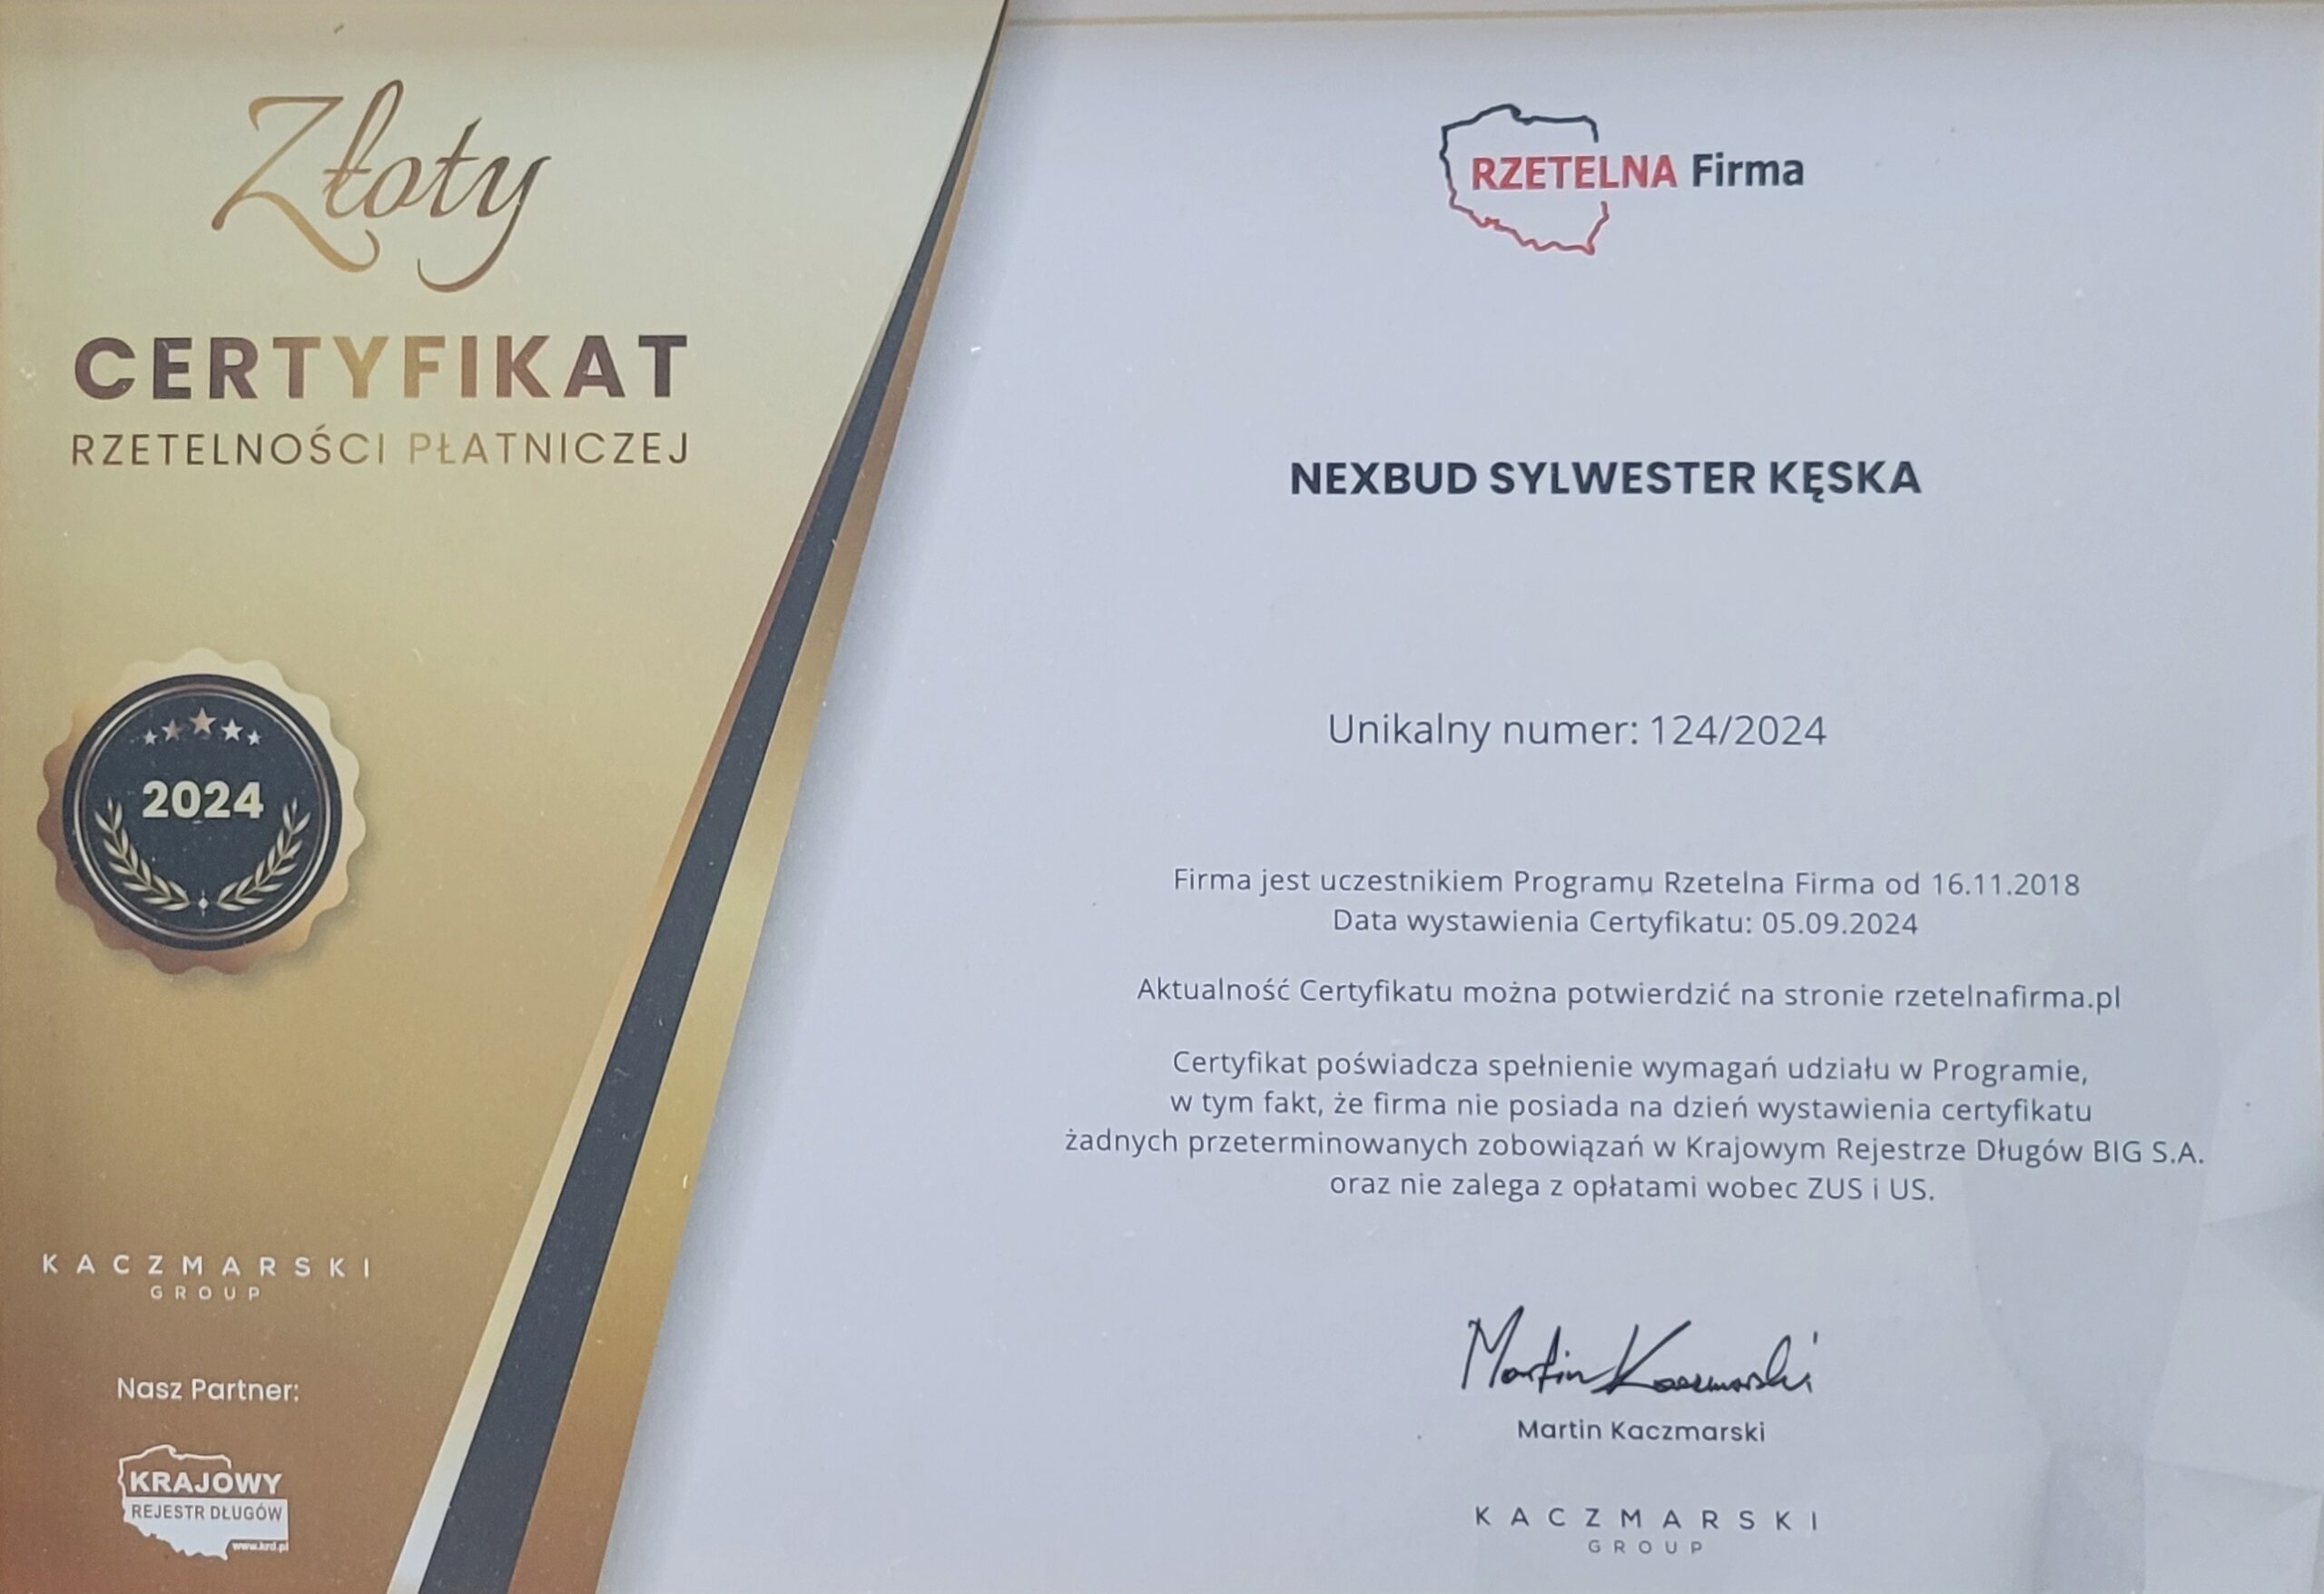 Złoty
CERTYFIKAT
RZETELNOŚCI PŁATNICZEJ
2024
KACZMARSKI
GROUP
Nasz Partner:
KRAJOWY
REJESTR DŁUGÓW
www.krd.pl
RZETELNA Firma
NEXBUD SYLWESTER KĘSKA
Unikalny numer: 124/2024
Firma jest uczestnikiem Programu Rzetelna Firma od 16.11.2018
Data wystawienia Certyfikatu: 05.09.2024
Aktualność Certyfikatu można potwierdzić na stronie rzetelnafirma.pl
Certyfikat poświadcza spełnienie wymagań udziału w Programie,
w tym fakt, że firma nie posiada na dzień wystawienia certyfikatu
żadnych przeterminowanych zobowiązań w Krajowym Rejestrze Długów BIG S.A.
oraz nie zalega z opłatami wobec ZUS i US.
Martin Kaczmarski
Martin Kaczmarski
KACZMARSKI
GROUP